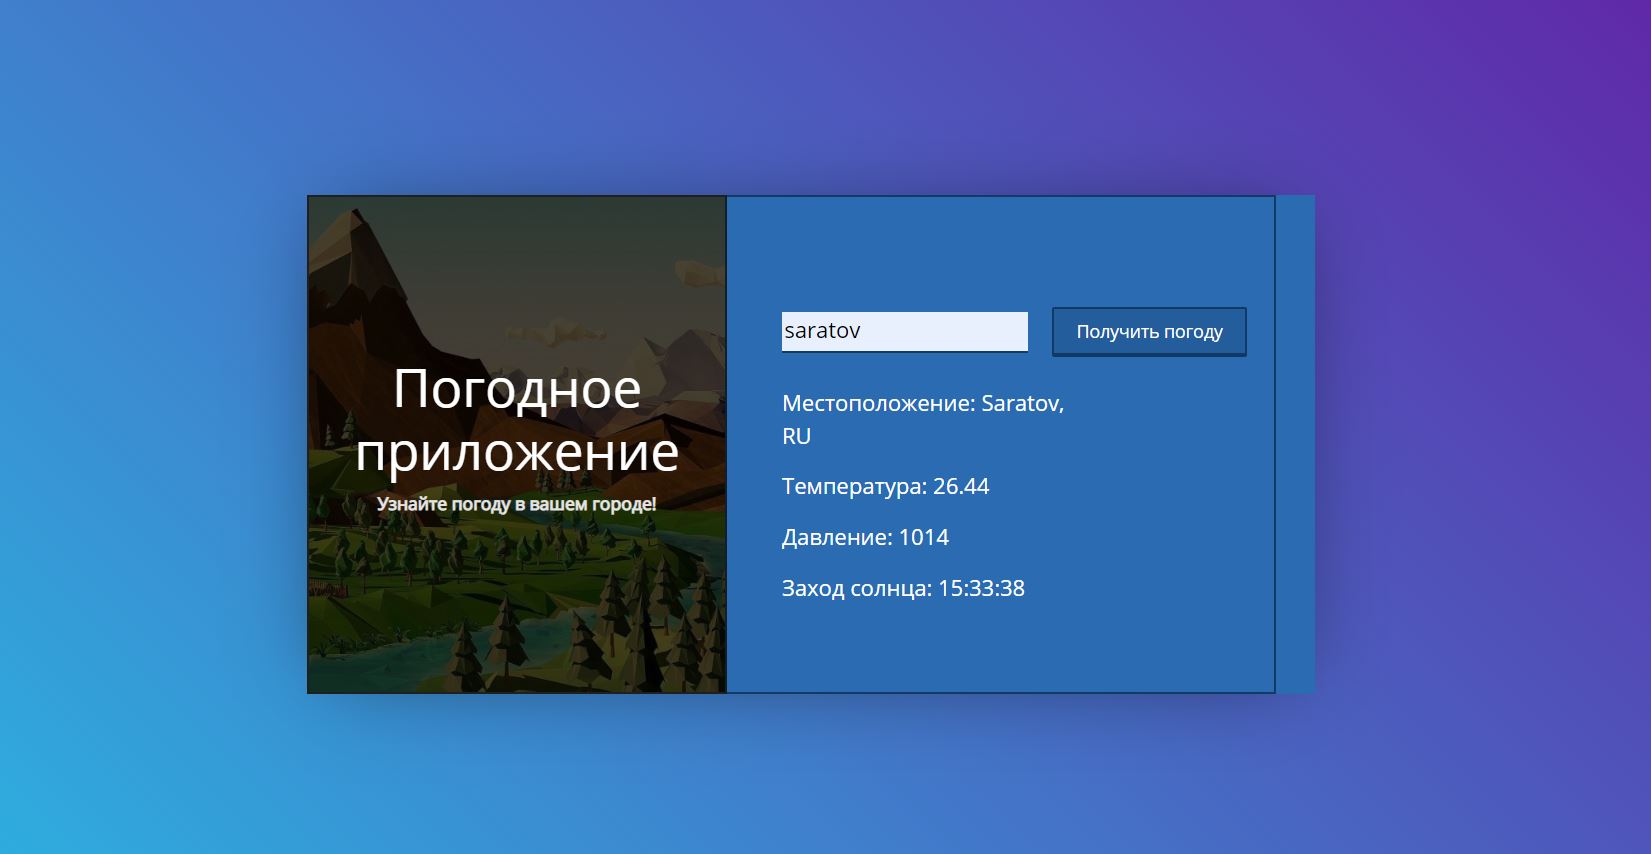 Погодное
приложение
Узнайте погоду в вашем городе!
saratov
Получить погоду
Местоположение: Saratov,
RU
Температура: 26.44
Давление: 1014
Заход солнца: 15:33:38